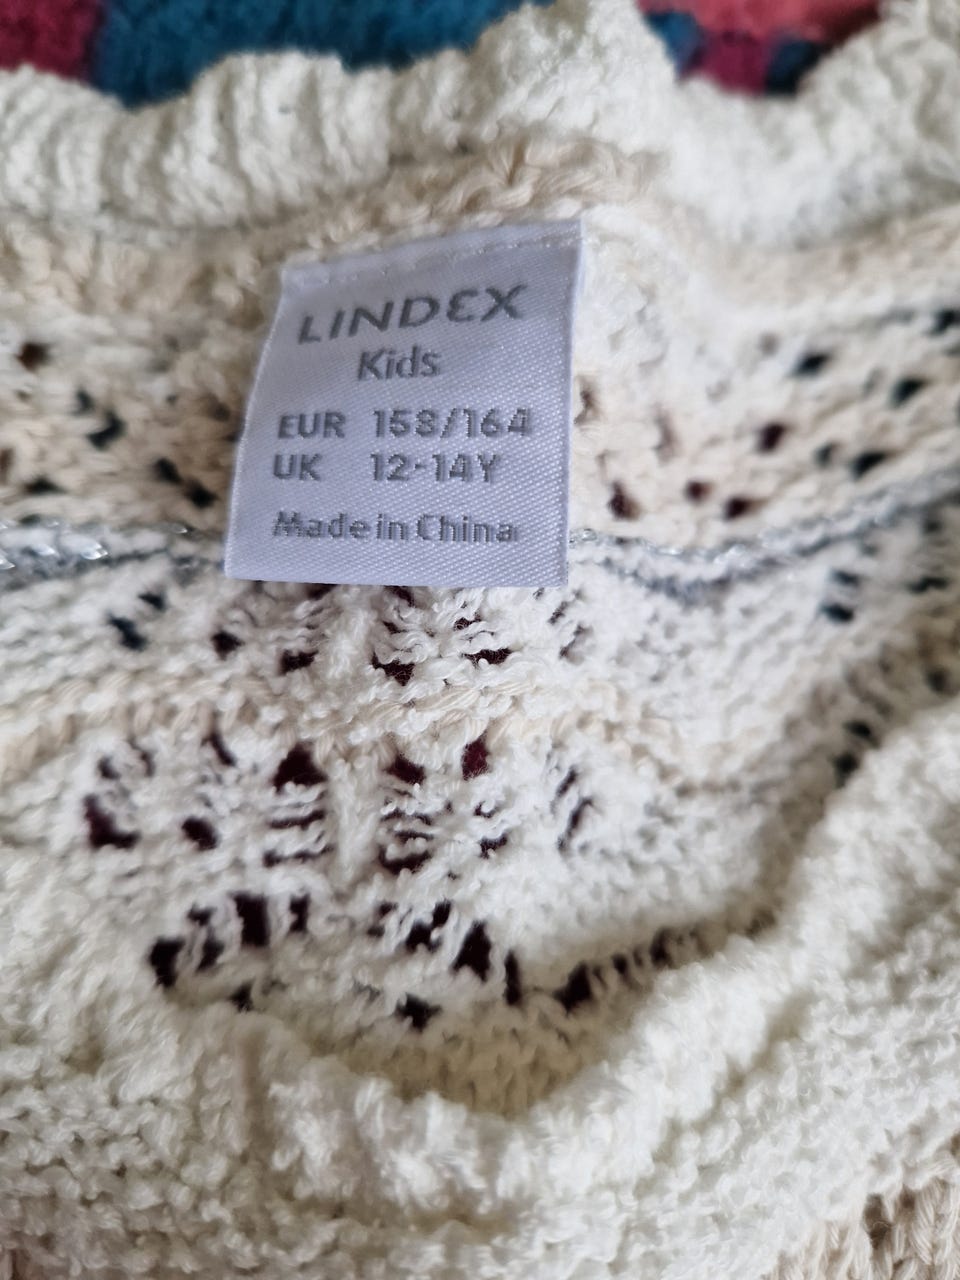 LINDEX
Kids
EUR 158/164
UK 12-14Y
Made in China